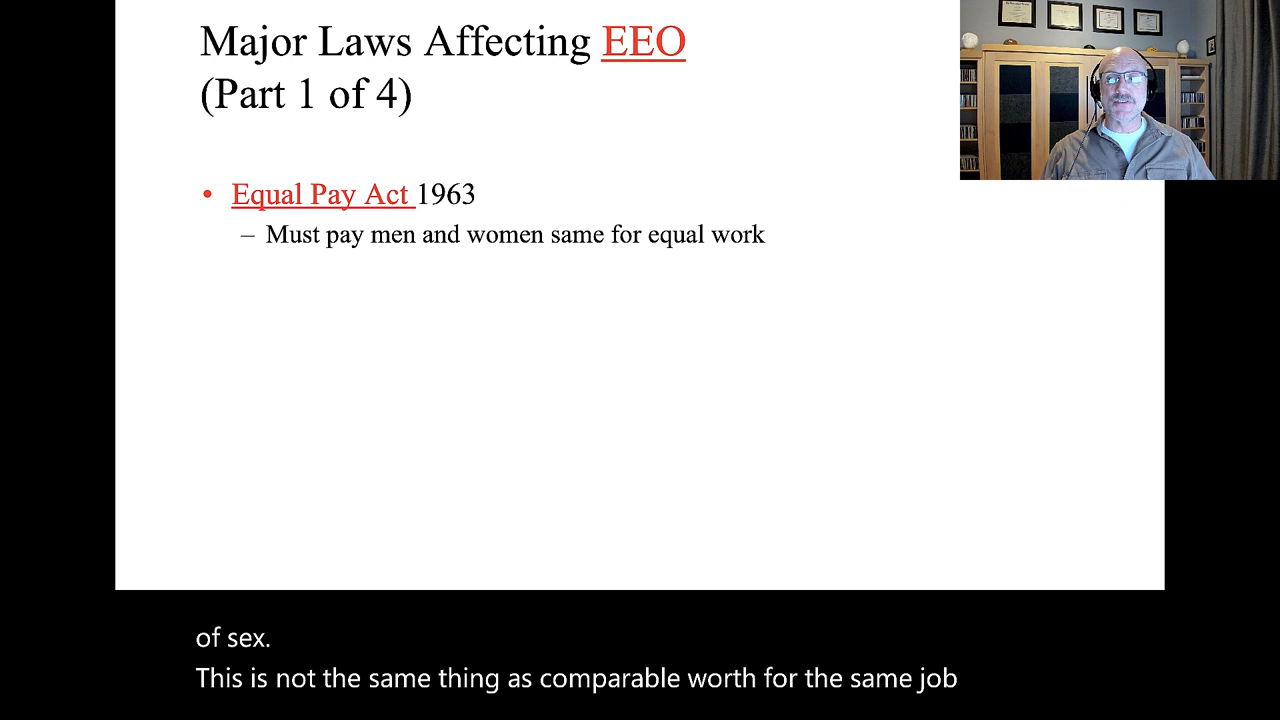 Major Laws Affecting EEO
(Part 1 of 4)
• Equal Pay Act 1963
– Must pay men and women same for equal work
of sex.
This is not the same thing as comparable worth for the same job